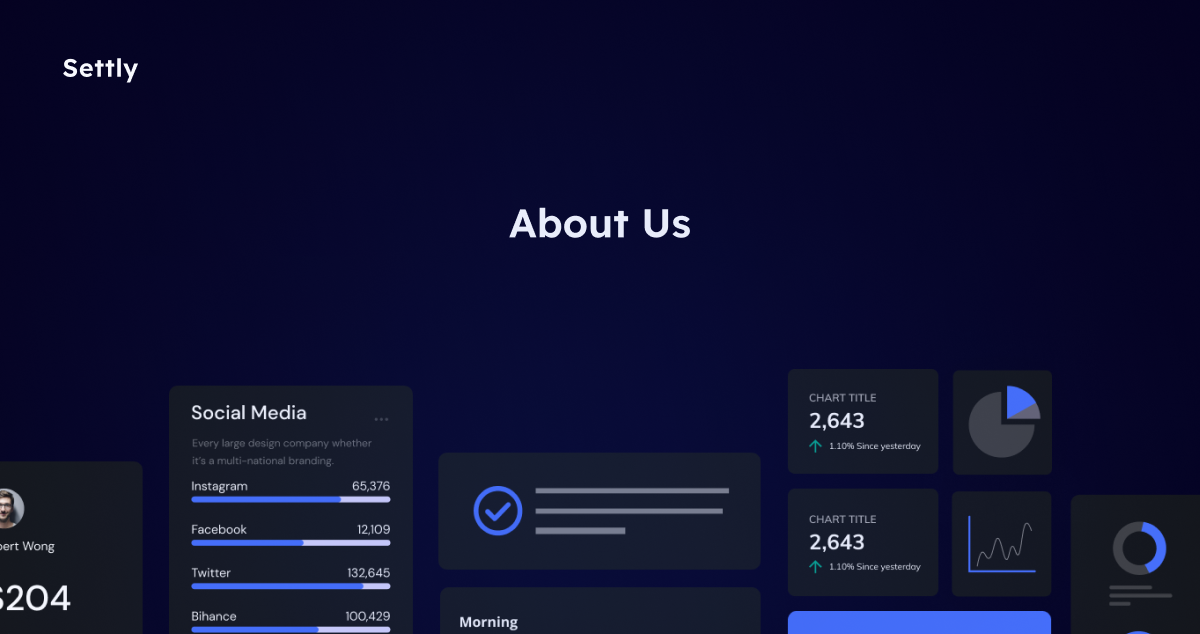 Settly
About Us
Social Media
Every large design company whether
it's a multi-national branding.
Instagram 65,376
Facebook 12,109
Twitter 132,645
Bihance 100,429
Wong
$204
Morning
CHART TITLE
2,643
1.10% Since yesterday
CHART TITLE
2,643
1.10% Since yesterday